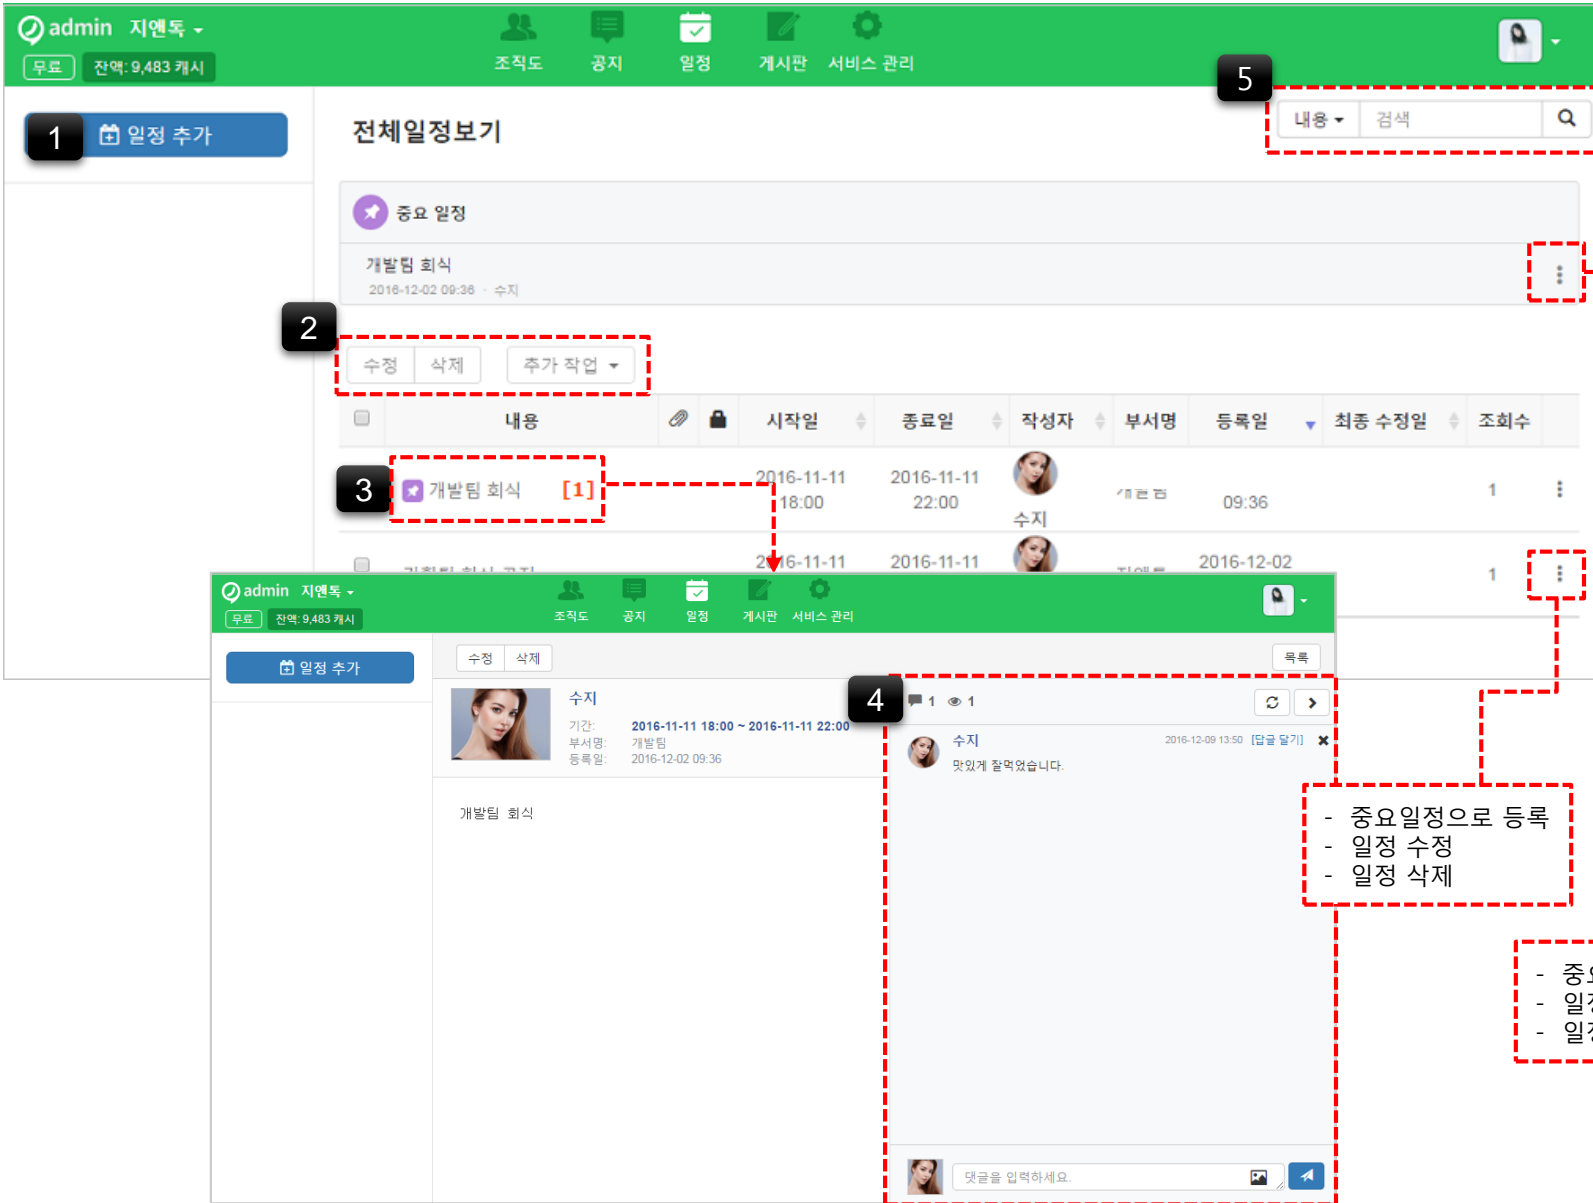 admin 지앤톡
무료 잔액: 9,483 캐시
조직도 공지 일정 게시판 서비스 관리
5
1 일정 추가
전체일정보기
내용 검색
중요 일정
개발팀 회식
2016-12-02 09:36 · 수지
2
수정 삭제 추가 작업
내용 시작일 종료일 작성자 부서명 등록일 최종 수정일 조회수
3 개발팀 회식 [1] 2016-11-11 18:00 2016-11-11 22:00 수지 개발팀 09:36 1
2016-11-11 2016-11-11 2016-12-02 1
admin 지앤톡
무료 잔액: 9,483 캐시
조직도 공지 일정 게시판 서비스 관리
일정 추가
수정 삭제 목록
수지
기간: 2016-11-11 18:00 ~ 2016-11-11 22:00
부서명: 개발팀
등록일: 2016-12-02 09:36
개발팀 회식
4 1 1
수지 2016-12-09 13:50 [답글 달기]
맛있게 잘먹었습니다.
댓글을 입력하세요.
- 중요일정으로 등록
- 일정 수정
- 일정 삭제